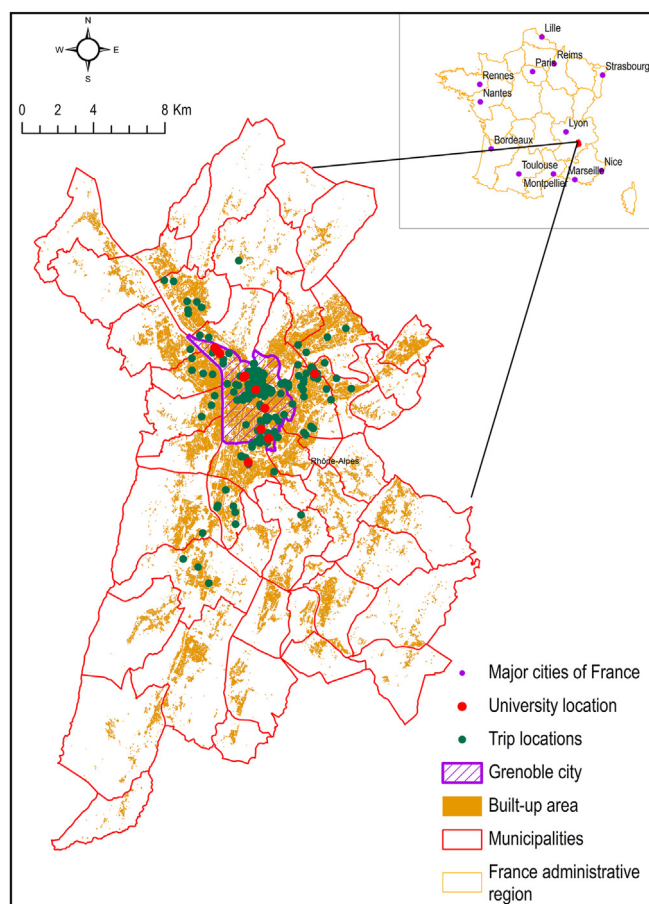 N
W E
S
0 2 4 8 Km
Lille
Reims
Paris
Strasbourg
Rennes
Nantes
Lyon
Bordeaux
Toulouse
Nice
Marseille
Montpellier
Rhône-Alpes
Major cities of France
University location
Trip locations
Grenoble city
Built-up area
Municipalities
France administrative
region